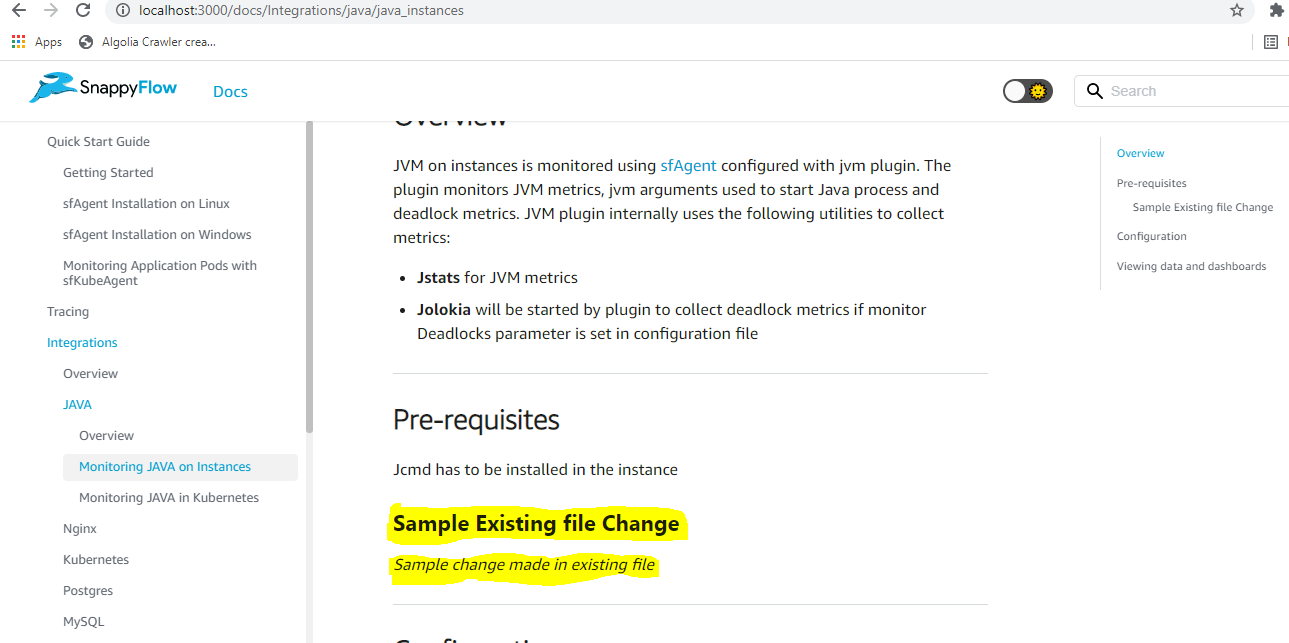 localhost:3000/docs/Integrations/java/java_instances
Apps
Algolia Crawler crea...
SnappyFlow
Docs
Search
Quick Start Guide
Getting Started
sfAgent Installation on Linux
sfAgent Installation on Windows
Monitoring Application Pods with
sfKubeAgent
Tracing
Integrations
Overview
JAVA
Overview
Monitoring JAVA on Instances
Monitoring JAVA in Kubernetes
Nginx
Kubernetes
Postgres
MySQL
Overview
JVM on instances is monitored using sfAgent configured with jvm plugin. The
plugin monitors JVM metrics, jvm arguments used to start Java process and
deadlock metrics. JVM plugin internally uses the following utilities to collect
metrics:
• Jstats for JVM metrics
• Jolokia will be started by plugin to collect deadlock metrics if monitor
Deadlocks parameter is set in configuration file
Pre-requisites
Jcmd has to be installed in the instance
Sample Existing file Change
Sample change made in existing file
Overview
Pre-requisites
Sample Existing file Change
Configuration
Viewing data and dashboards